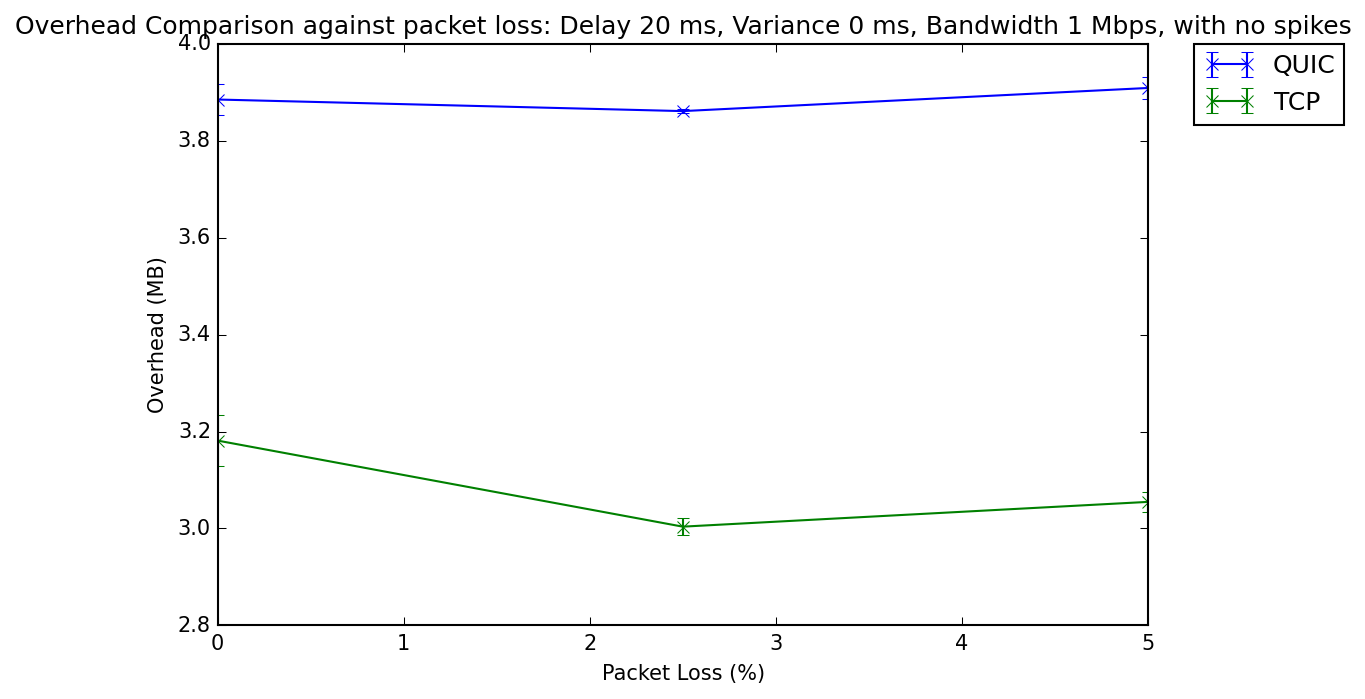 Overhead Comparison against packet loss: Delay 20 ms, Variance 0 ms, Bandwidth 1 Mbps, with no spikes
QUIC
TCP
4.0
3.8
3.6
3.4
3.2
3.0
2.8
Overhead (MB)
0 1 2 3 4 5
Packet Loss (%)